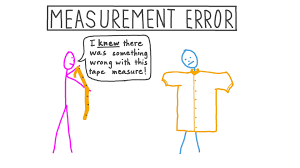 MEASUREMENT ERROR
I knew there
was something
wrong with this
tape measure!